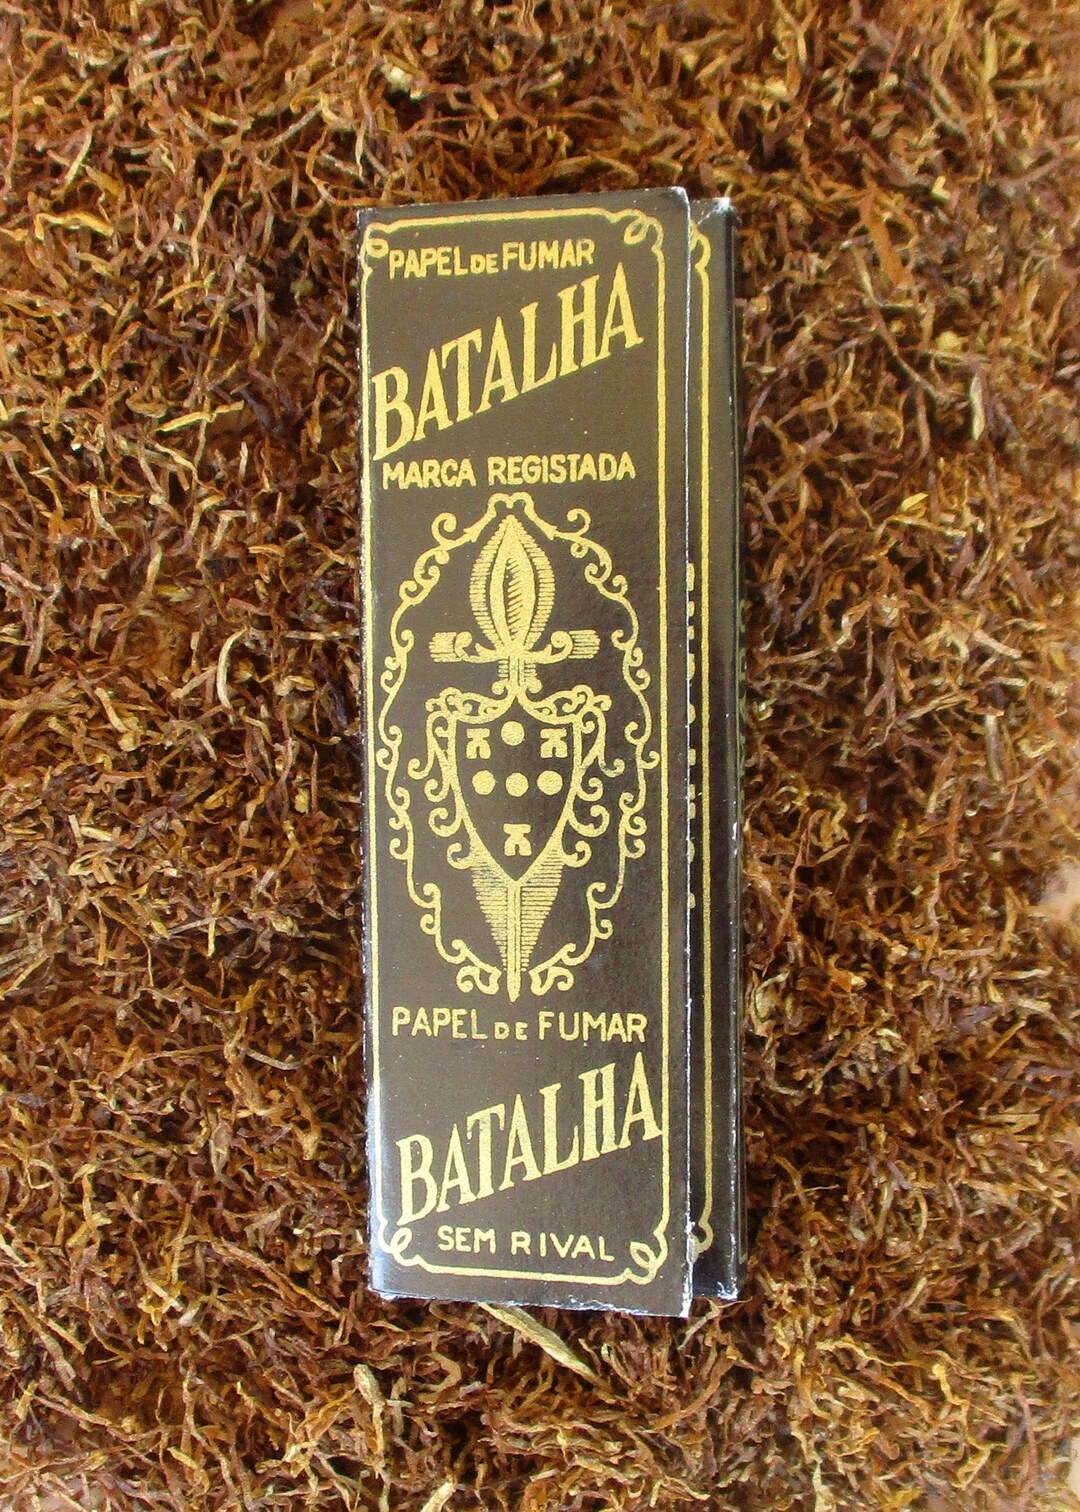 PAPEL DE FUMAR
BATALHA
MARCA REGISTADA
PAPEL DE FUMAR
BATALHA
SEM RIVAL